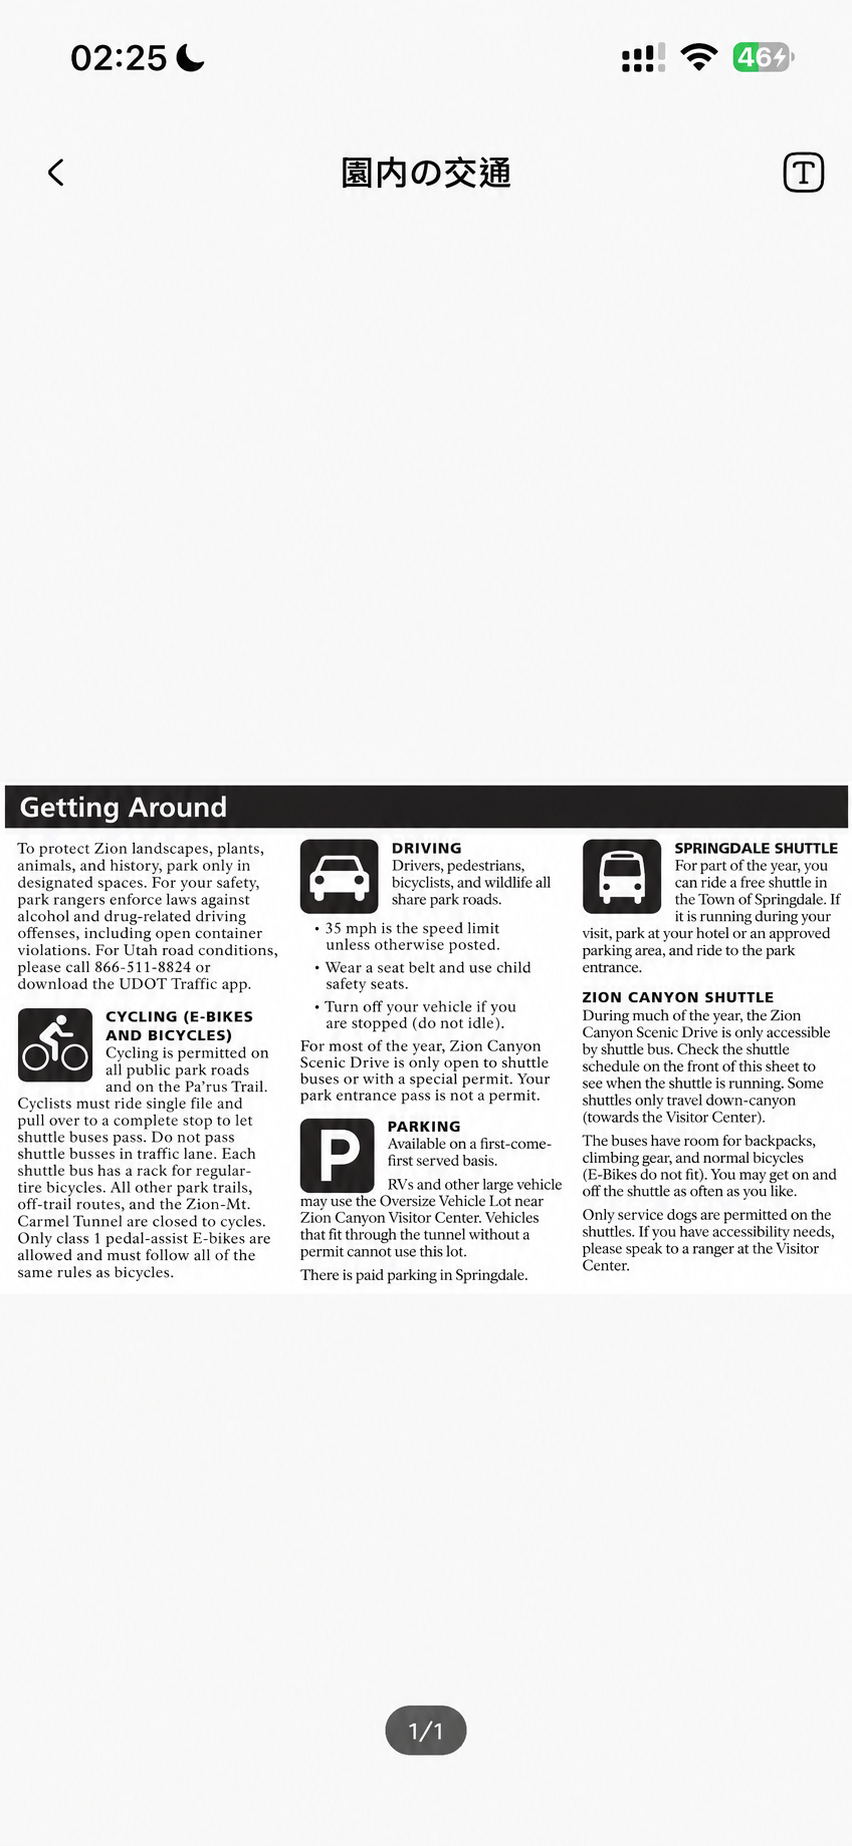 02:25
46
園内の交通
T
Getting Around
To protect Zion landscapes, plants,
animals, and history, park only in
designated spaces. For your safety,
park rangers enforce laws against
alcohol and drug-related driving
offenses, including open container
violations. For Utah road conditions,
please call 866-511-8824 or
download the UDOT Traffic app.
CYCLING (E-BIKES
AND BICYCLES)
Cycling is permitted on
all public park roads
and on the Pa'rus Trail.
Cyclists must ride single file and
pull over to a complete stop to let
shuttle buses pass. Do not pass
shuttle busses in traffic lane. Each
shuttle bus has a rack for regular-
tire bicycles. All other park trails,
off-trail routes, and the Zion-Mt.
Carmel Tunnel are closed to cycles.
Only class 1 pedal-assist E-bikes are
allowed and must follow all of the
same rules as bicycles.
DRIVING
Drivers, pedestrians,
bicyclists, and wildlife all
share park roads.
• 35 mph is the speed limit
unless otherwise posted.
• Wear a seat belt and use child
safety seats.
• Turn off your vehicle if you
are stopped (do not idle).
For most of the year, Zion Canyon
Scenic Drive is only open to shuttle
buses or with a special permit. Your
park entrance pass is not a permit.
P
PARKING
Available on a first-come-
first served basis.
RVs and other large vehicle
may use the Oversize Vehicle Lot near
Zion Canyon Visitor Center. Vehicles
that fit through the tunnel without a
permit cannot use this lot.
There is paid parking in Springdale.
SPRINGDALE SHUTTLE
For part of the year, you
can ride a free shuttle in
the Town of Springdale. If
it is running during your
visit, park at your hotel or an approved
parking area, and ride to the park
entrance.
ZION CANYON SHUTTLE
During much of the year, the Zion
Canyon Scenic Drive is only accessible
by shuttle bus. Check the shuttle
schedule on the front of this sheet to
see when the shuttle is running. Some
shuttles only travel down-canyon
(towards the Visitor Center).
The buses have room for backpacks,
climbing gear, and normal bicycles
(E-Bikes do not fit). You may get on and
off the shuttle as often as you like.
Only service dogs are permitted on the
shuttles. If you have accessibility needs,
please speak to a ranger at the Visitor
Center.
1/1